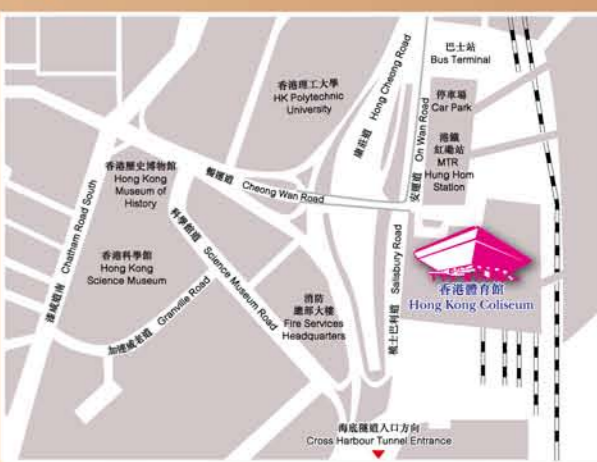 巴士站
Bus Terminal
香港理工大學
HK Polytechnic
University
康莊道 Hong Cheong Road
安運道 On Wan Road
停車場
Car Park
港鐵
紅磡站
MTR
Hung Hom
Station
香港歷史博物館
Hong Kong
Museum of
History
暢運道 Cheong Wan Road
漆咸道南 Chatham Road South
科學館道 Science Museum Road
香港科學館
Hong Kong
Science Museum
加連威老道 Granville Road
消防
總部大樓
Fire Services
Headquarters
梳士巴利道 Salisbury Road
香港體育館
Hong Kong Coliseum
海底隧道入口方向
Cross Harbour Tunnel Entrance